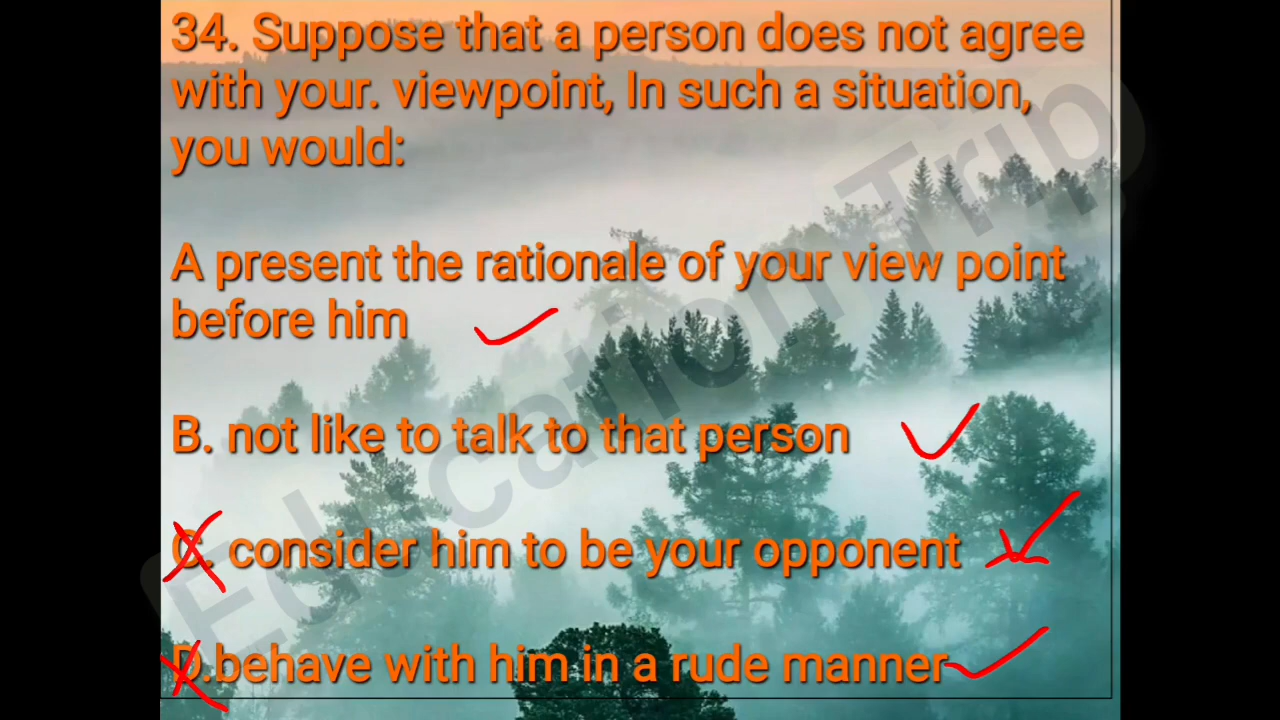 34. Suppose that a person does not agree
with your. viewpoint, In such a situation,
you would:
A present the rationale of your view point
before him
B. not like to talk to that person
C. consider him to be your opponent
D.behave with him in a rude manner
Education Trip